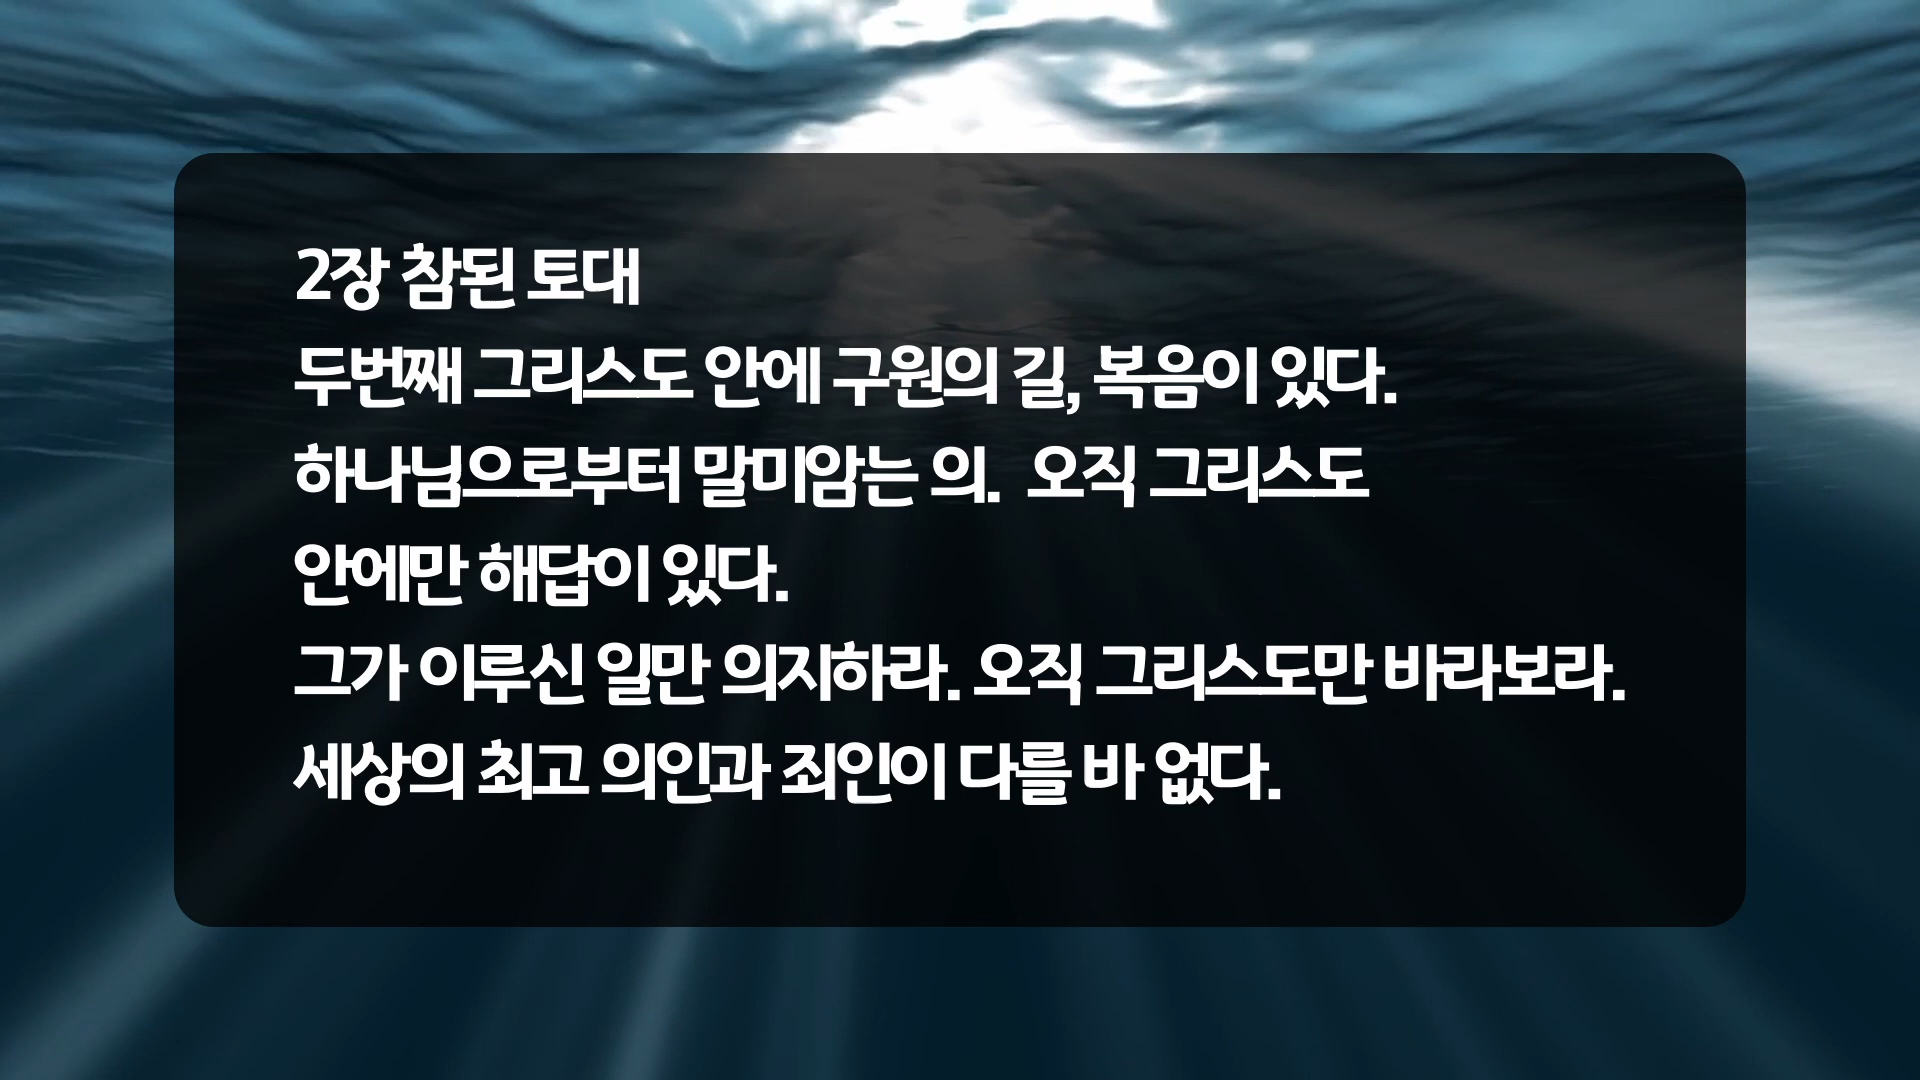 2장 참된 토대
두번째 그리스도 안에 구원의 길, 복음이 있다.
하나님으로부터 말미암는 의. 오직 그리스도
안에만 해답이 있다.
그가 이루신 일만 의지하라. 오직 그리스도만 바라보라.
세상의 최고 의인과 죄인이 다를 바 없다.